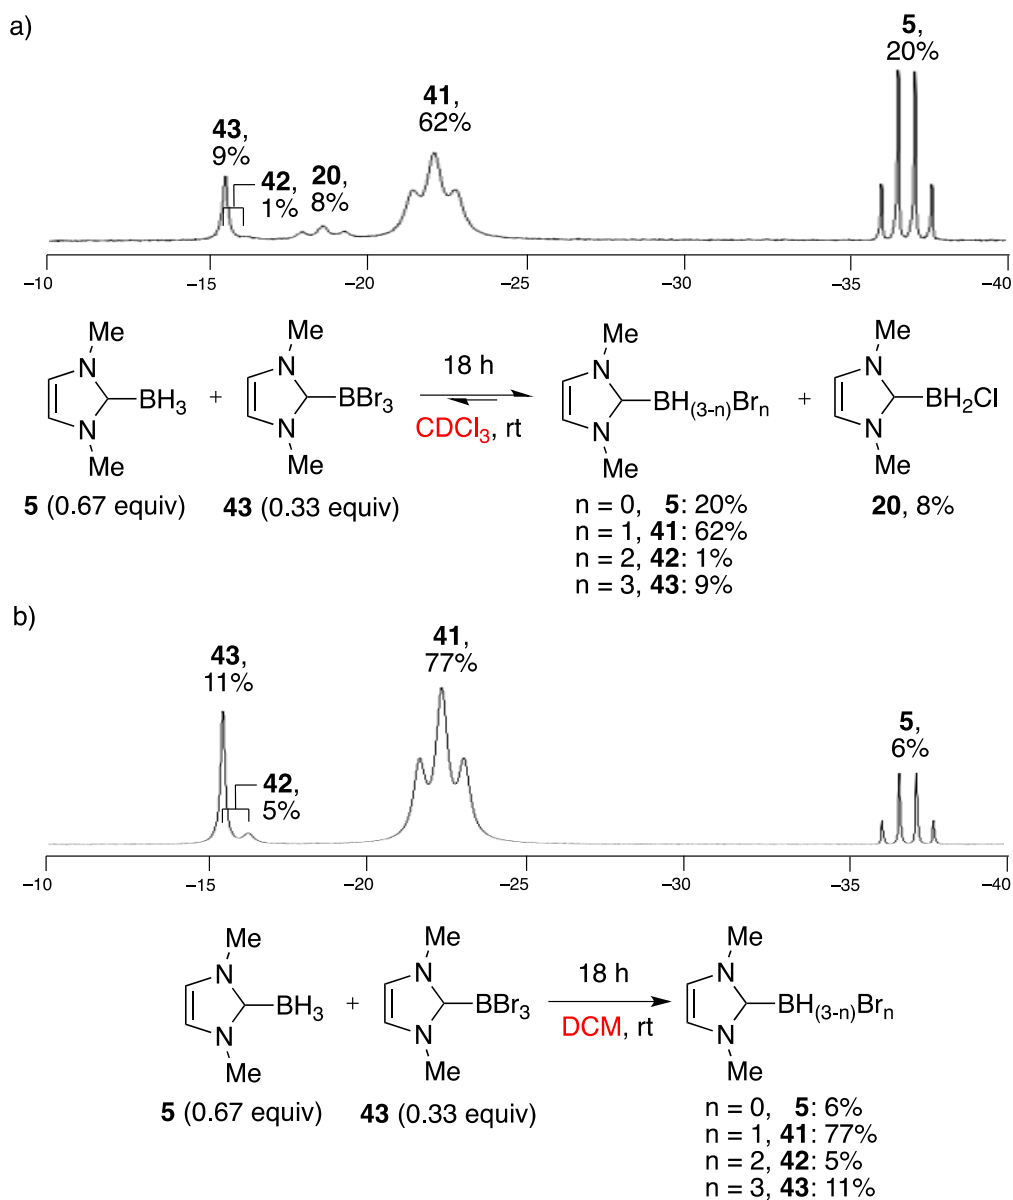 a)
5,
20%
41,
62%
43,
9%
42,
1%
20,
8%
–10 –15 –20 –25 –30 –35 –40
Me
N
N
Me
BH3
+
Me
N
N
Me
BBr3
18 h
CDCl3, rt
Me
N
N
Me
BH(3-n)Brn
+
Me
N
N
Me
BH2Cl
5 (0.67 equiv)
43 (0.33 equiv)
n = 0, 5: 20%
n = 1, 41: 62%
n = 2, 42: 1%
n = 3, 43: 9%
20, 8%
b)
41,
77%
43,
11%
42,
5%
5,
6%
–10 –15 –20 –25 –30 –35 –40
Me
N
N
Me
BH3
+
Me
N
N
Me
BBr3
18 h
DCM, rt
Me
N
N
Me
BH(3-n)Brn
5 (0.67 equiv)
43 (0.33 equiv)
n = 0, 5: 6%
n = 1, 41: 77%
n = 2, 42: 5%
n = 3, 43: 11%